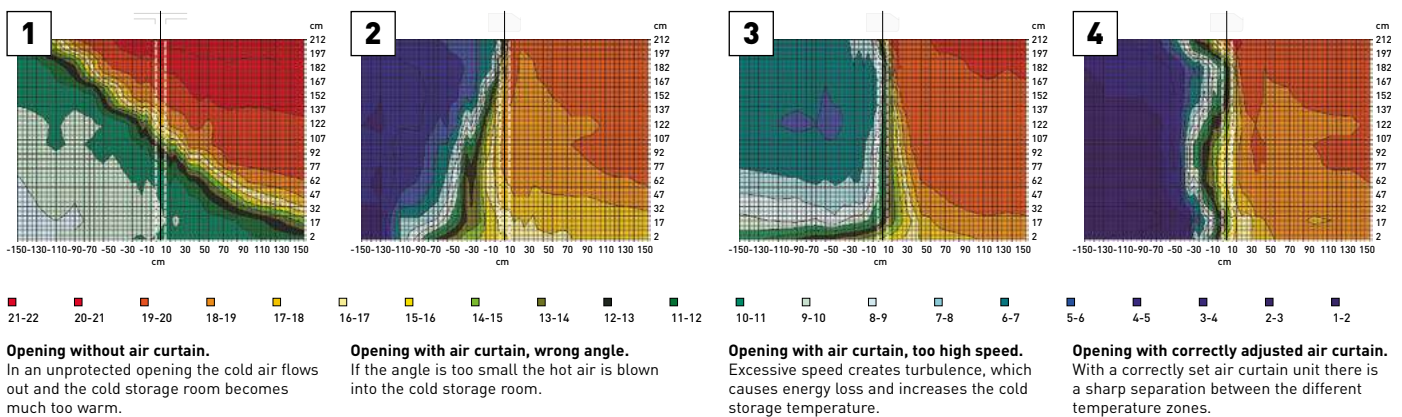 1
cm
212
197
182
167
152
137
122
107
92
77
62
47
32
17
2
-150-130-110-90-70 -50 -30 -10 10 30 50 70 90 110 130 150
cm
2
cm
212
197
182
167
152
137
122
107
92
77
62
47
32
17
2
-150-130-110-90-70 -50 -30 -10 10 30 50 70 90 110 130 150
cm
3
cm
212
197
182
167
152
137
122
107
92
77
62
47
32
17
2
-150-130-110-90-70 -50 -30 -10 10 30 50 70 90 110 130 150
cm
4
cm
212
197
182
167
152
137
122
107
92
77
62
47
32
17
2
-150-130-110-90-70 -50 -30 -10 10 30 50 70 90 110 130 150
cm
21-22 20-21 19-20 18-19 17-18 16-17 15-16 14-15 13-14 12-13 11-12 10-11 9-10 8-9 7-8 6-7 5-6 4-5 3-4 2-3 1-2
Opening without air curtain.
In an unprotected opening the cold air flows
out and the cold storage room becomes
much too warm.
Opening with air curtain, wrong angle.
If the angle is too small the hot air is blown
into the cold storage room.
Opening with air curtain, too high speed.
Excessive speed creates turbulence, which
causes energy loss and increases the cold
storage temperature.
Opening with correctly adjusted air curtain.
With a correctly set air curtain unit there is
a sharp separation between the different
temperature zones.